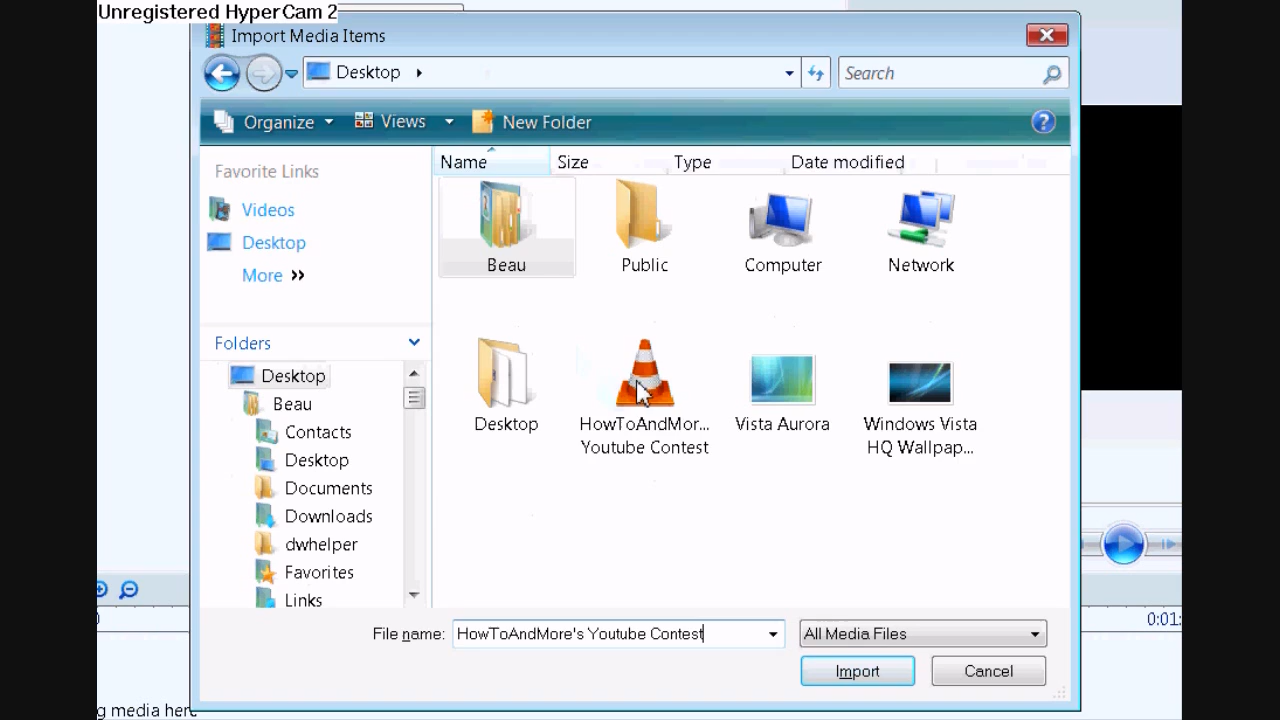 Unregistered HyperCam 2
Import Media Items
Desktop
Search
Organize Views New Folder
Favorite Links
Videos
Desktop
More
Folders
Desktop
Beau
Contacts
Desktop
Documents
Downloads
dwhelper
Favorites
Links
Name Size Type Date modified
Beau Public Computer Network
Desktop
HowToAndMor...
Youtube Contest
Vista Aurora
Windows Vista
HQ Wallpap...
File name: HowToAndMore's Youtube Contest All Media Files
Import Cancel
0:01:
g media here